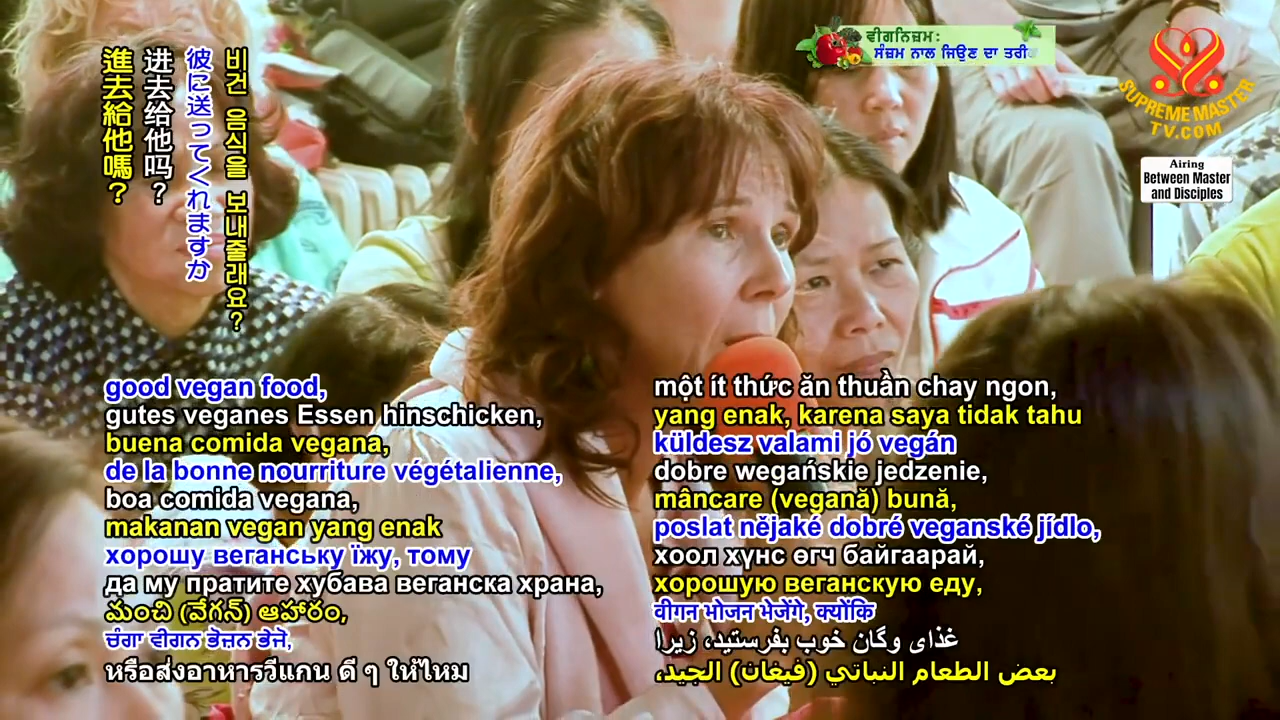 進去給他嗎？
进去给他吗？
彼に送ってくれますか
비건 음식을 보내줄래요?
ਵੀਗਨਿਜ਼ਮ:
ਸੰਜ਼ਮ ਨਾਲ ਜਿਉਣ ਦਾ ਤਰੀਕ
SUPREME MASTER
TV.COM
Airing
Between Master
and Disciples
good vegan food,
gutes veganes Essen hinschicken,
buena comida vegana,
de la bonne nourriture végétalienne,
boa comida vegana,
makanan vegan yang enak
хорошу веганську їжу, тому
да му пратите хубава веганска храна,
మంచి (వేగన్) ఆహారం,
ਚੰਗਾ ਵੀਗਨ ਭੋਜ਼ਨ ਭੇਜੋ,
หรือส่งอาหารวีแกน ดี ๆ ให้ไหม
một ít thức ăn thuần chay ngon,
yang enak, karena saya tidak tahu
küldesz valami jó vegán
dobre wegańskie jedzenie,
mâncare (vegană) bună,
poslat nějaké dobré veganské jídlo,
хоол хүнс өгч байгаарай,
хорошую веганскую еду,
वीगन भोजन भेजेंगे, क्योंकि
غذای وگان خوب بفرستید، زیرا
بعض الطعام النباتي (فيغان) الجيد،